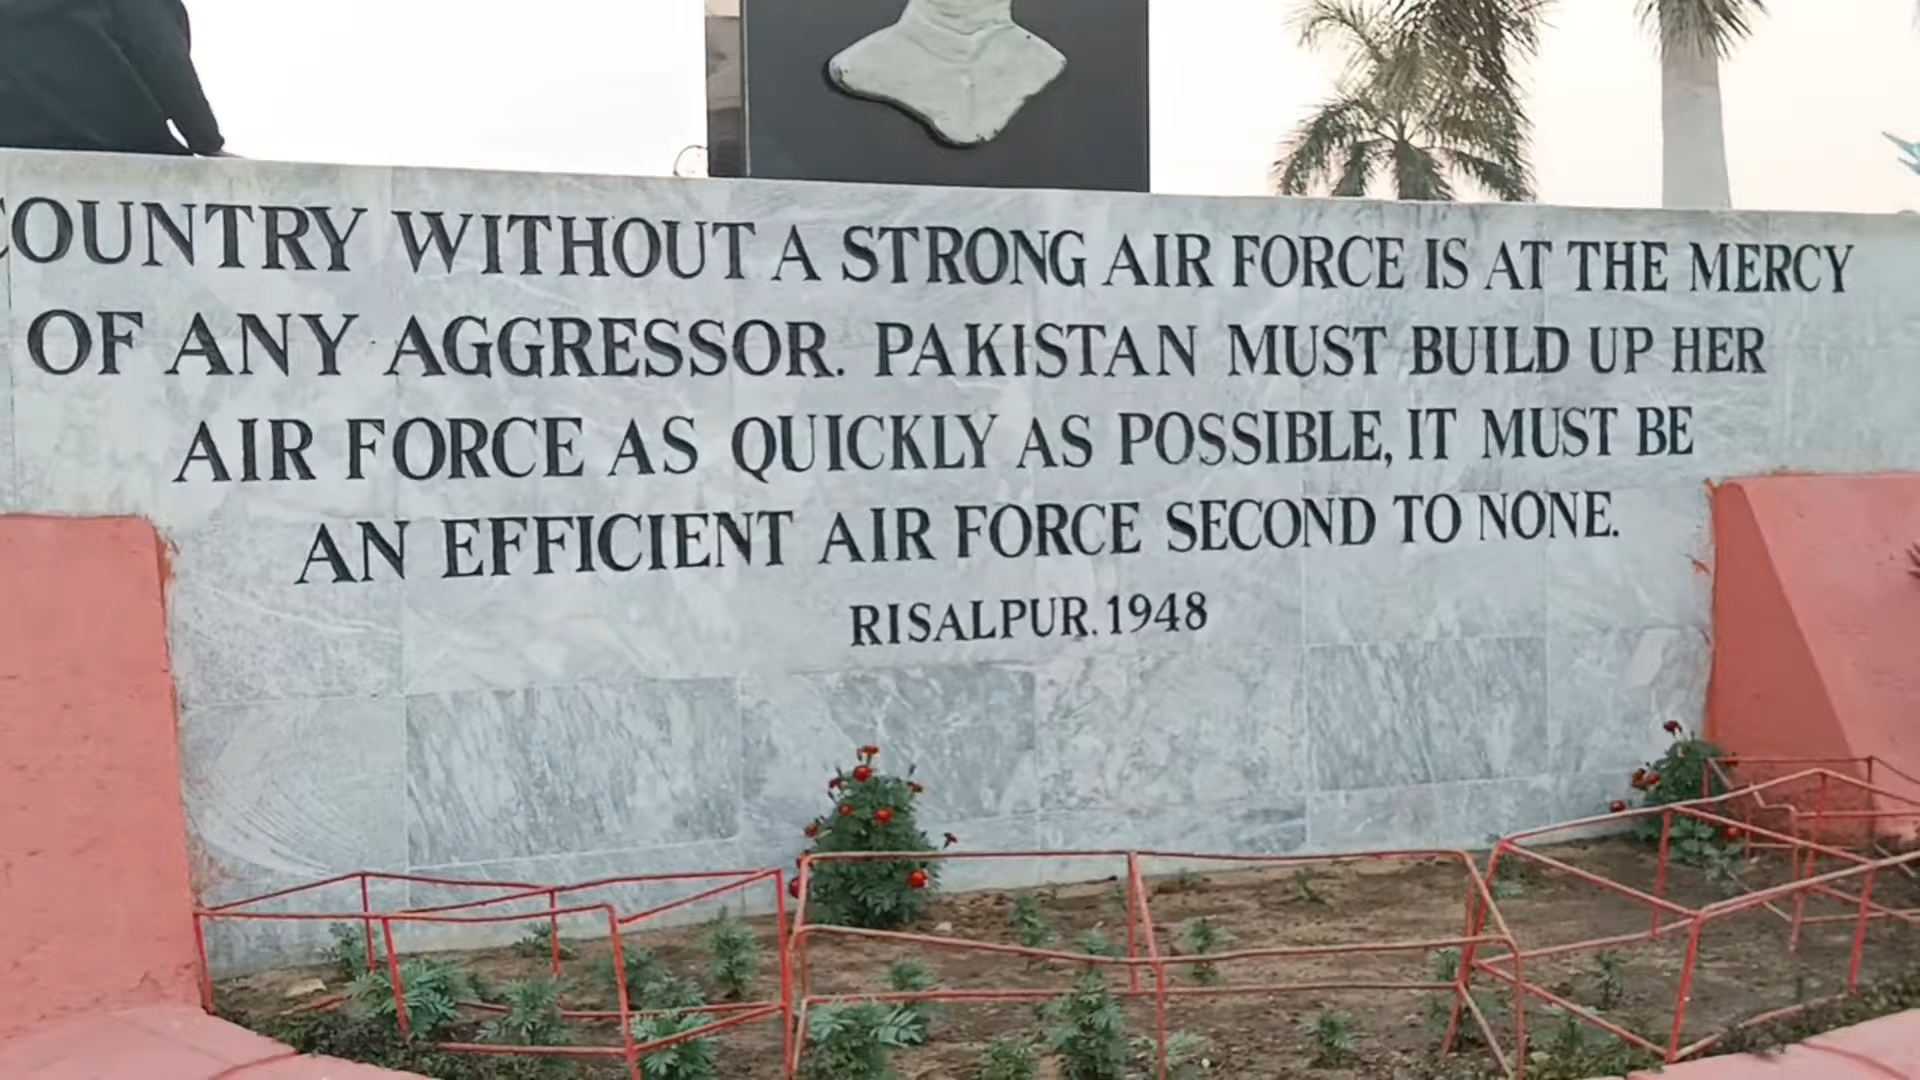 COUNTRY WITHOUT A STRONG AIR FORCE IS AT THE MERCY
OF ANY AGGRESSOR. PAKISTAN MUST BUILD UP HER
AIR FORCE AS QUICKLY AS POSSIBLE, IT MUST BE
AN EFFICIENT AIR FORCE SECOND TO NONE.
RISALPUR. 1948